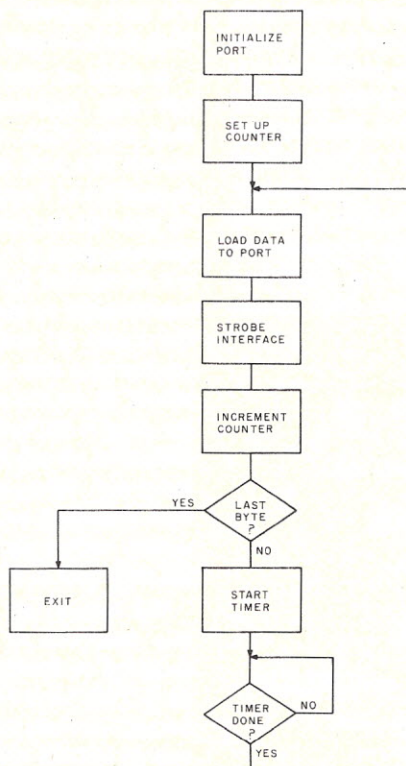 INITIALIZE
PORT
SET UP
COUNTER
LOAD DATA
TO PORT
STROBE
INTERFACE
INCREMENT
COUNTER
YES
LAST
BYTE
?
NO
EXIT
START
TIMER
TIMER
DONE
?
NO
YES